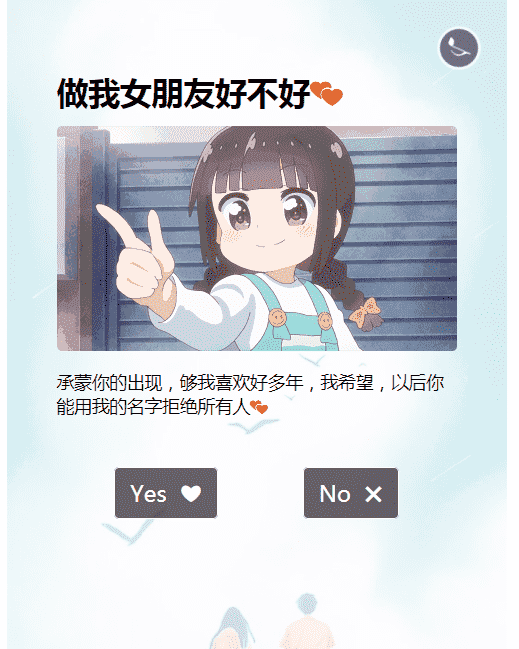 做我女朋友好不好💕
承蒙你的出现，够我喜欢好多年，我希望，以后你
能用我的名字拒绝所有人💕
Yes ♥ No ✕